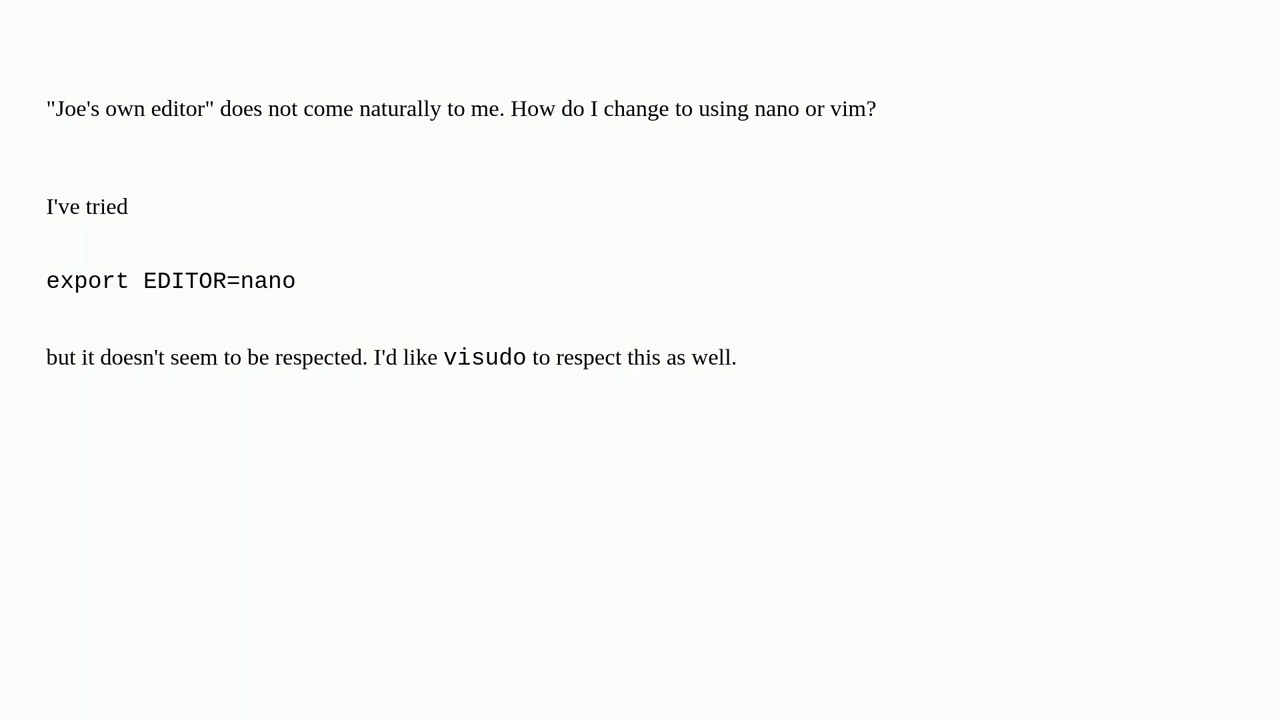 "Joe's own editor" does not come naturally to me. How do I change to using nano or vim?
I've tried
export EDITOR=nano
but it doesn't seem to be respected. I'd like visudo to respect this as well.